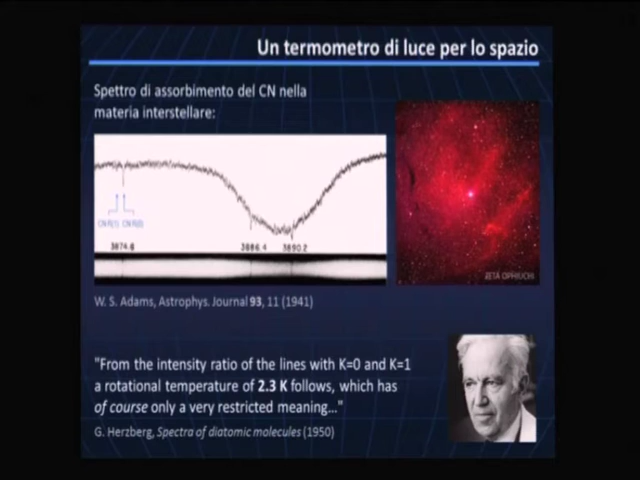 Un termometro di luce per lo spazio
Spettro di assorbimento del CN nella
materia interstellare:
CN R(1) CN R(0)
3874.6 3886.4 3890.2
ZETA OPHIUCHI
W. S. Adams, Astrophys. Journal 93, 11 (1941)
"From the intensity ratio of the lines with K=0 and K=1
a rotational temperature of 2.3 K follows, which has
of course only a very restricted meaning..."
G. Herzberg, Spectra of diatomic molecules (1950)